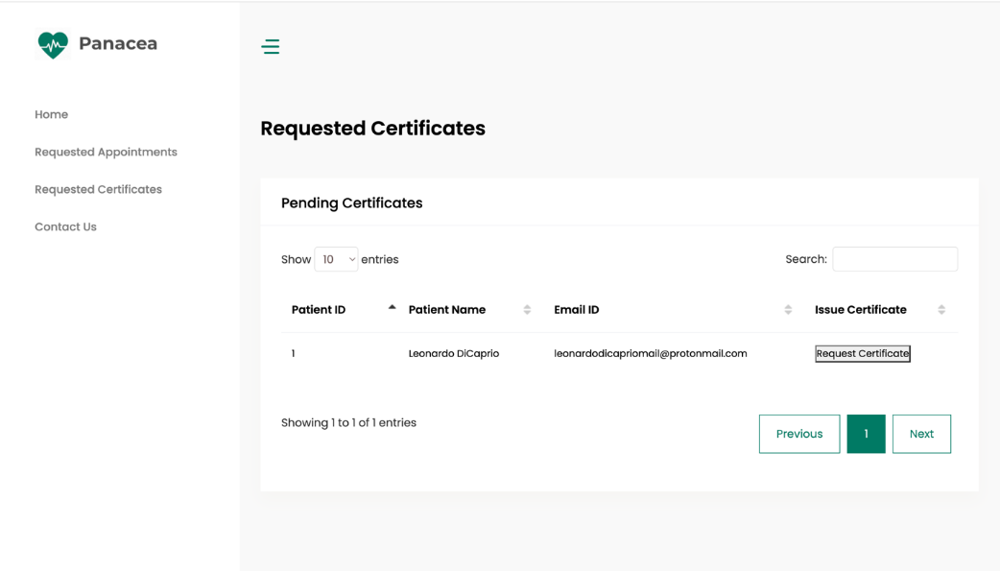 Panacea
Home
Requested Appointments
Requested Certificates
Contact Us
Requested Certificates
Pending Certificates
Show 10 entries
Search:
Patient ID Patient Name Email ID Issue Certificate
1 Leonardo DiCaprio leonardodicapriomail@protonmail.com Request Certificate
Showing 1 to 1 of 1 entries
Previous 1 Next